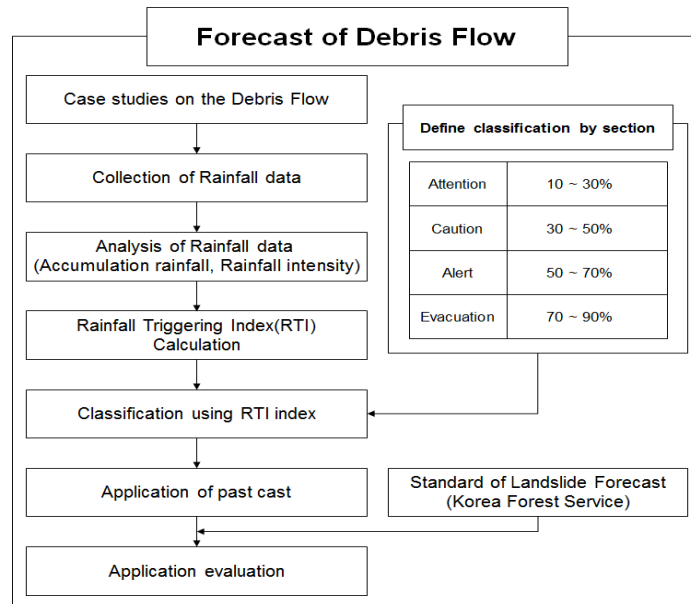 Forecast of Debris Flow
Case studies on the Debris Flow
Collection of Rainfall data
Analysis of Rainfall data
(Accumulation rainfall, Rainfall intensity)
Rainfall Triggering Index(RTI)
Calculation
Classification using RTI index
Application of past cast
Application evaluation
Define classification by section
Attention 10 ~ 30%
Caution 30 ~ 50%
Alert 50 ~ 70%
Evacuation 70 ~ 90%
Standard of Landslide Forecast
(Korea Forest Service)